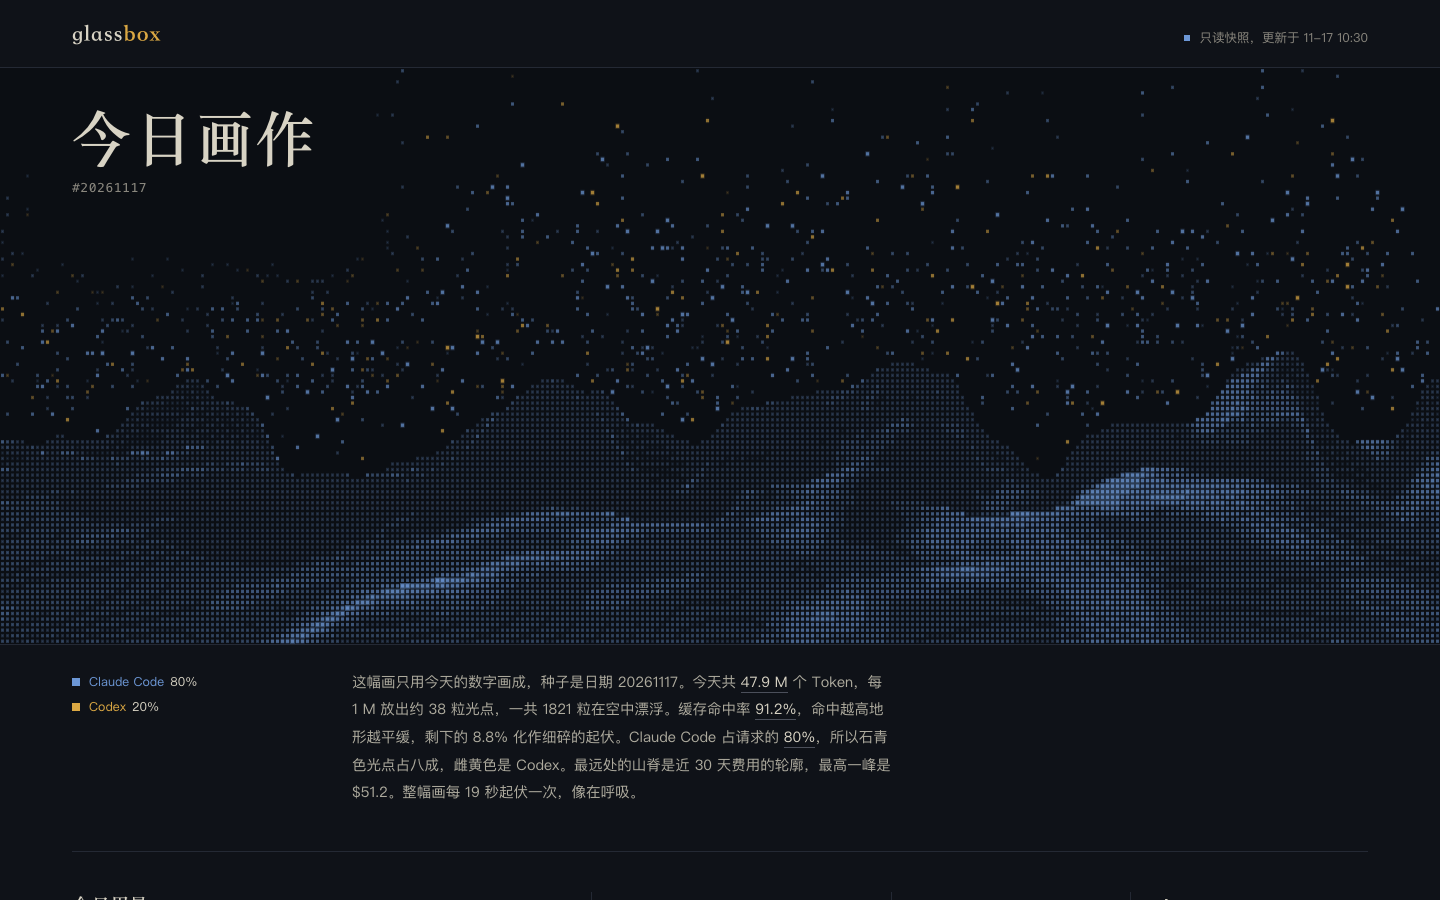 glassbox
只读快照，更新于 11–17 10:30
今日画作
#20261117
Claude Code 80%
Codex 20%
这幅画只用今天的数字画成，种子是日期 20261117。今天共 47.9 M 个 Token，每
1 M 放出约 38 粒光点，一共 1821 粒在空中漂浮。缓存命中率 91.2%，命中越高地
形越平缓，剩下的 8.8% 化作细碎的起伏。Claude Code 占请求的 80%，所以石青
色光点占八成，雌黄色是 Codex。最远处的山脊是近 30 天费用的轮廓，最高一峰是
$51.2。整幅画每 19 秒起伏一次，像在呼吸。